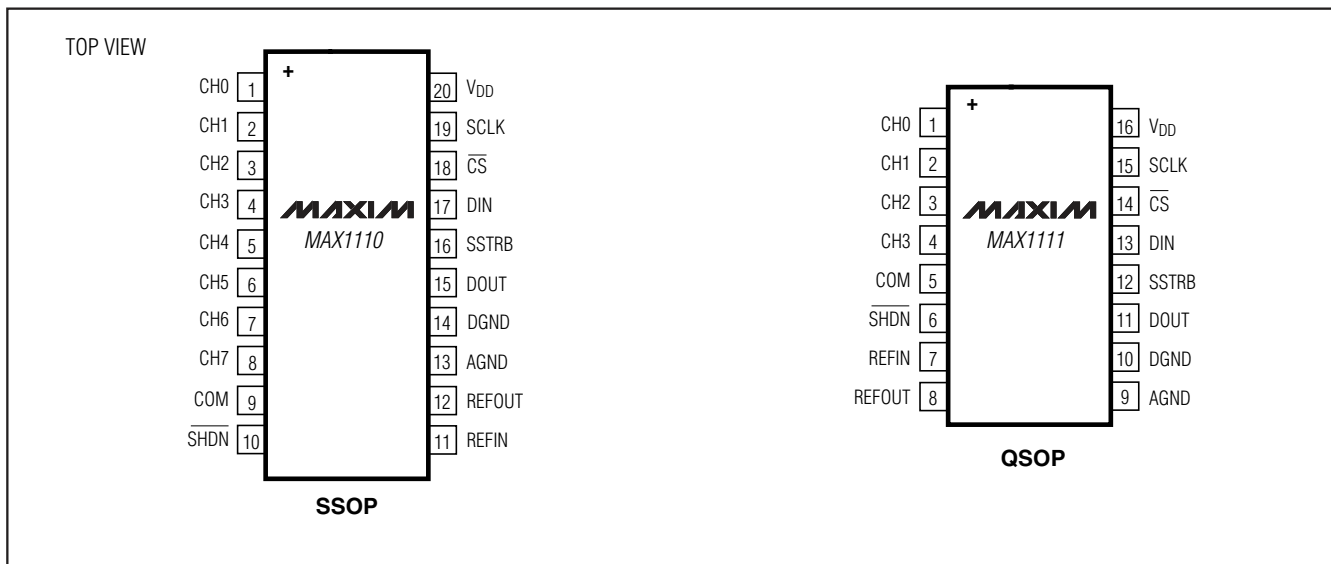 TOP VIEW
+
CH0 1
CH1 2
CH2 3
CH3 4
CH4 5
CH5 6
CH6 7
CH7 8
COM 9
S̅H̅D̅N̅ 10
20 VDD
19 SCLK
18 C̅S̅
17 DIN
16 SSTRB
15 DOUT
14 DGND
13 AGND
12 REFOUT
11 REFIN
MAXIM
MAX1110
SSOP
+
CH0 1
CH1 2
CH2 3
CH3 4
COM 5
S̅H̅D̅N̅ 6
REFIN 7
REFOUT 8
16 VDD
15 SCLK
14 C̅S̅
13 DIN
12 SSTRB
11 DOUT
10 DGND
9 AGND
MAXIM
MAX1111
QSOP